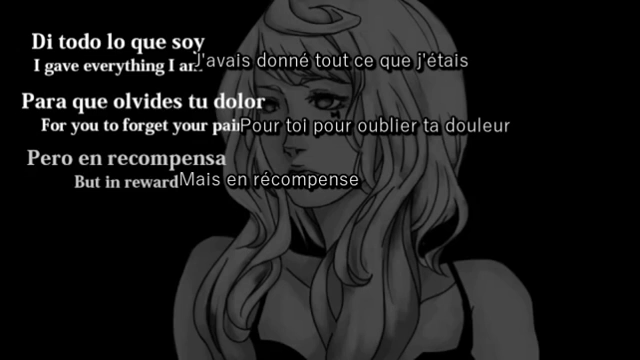 Di todo lo que soy
I gave everything I am
J'avais donné tout ce que j'étais
Para que olvides tu dolor
For you to forget your pain
Pour toi pour oublier ta douleur
Pero en recompensa
But in reward
Mais en récompense